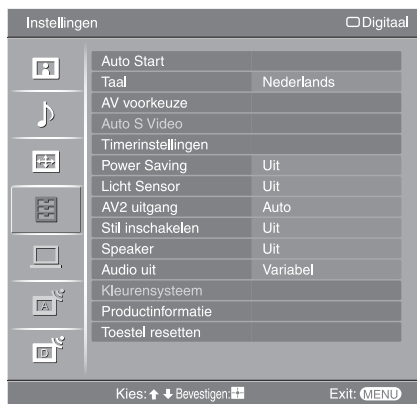 Instellingen Digitaal
Auto Start
Taal Nederlands
AV voorkeuze
Auto S Video
Timerinstellingen
Power Saving Uit
Licht Sensor Uit
AV2 uitgang Auto
Stil inschakelen Uit
Speaker Uit
Audio uit Variabel
Kleurensysteem
A
Productinformatie
Toestel resetten
D
Kies: Bevestigen: Exit: MENU